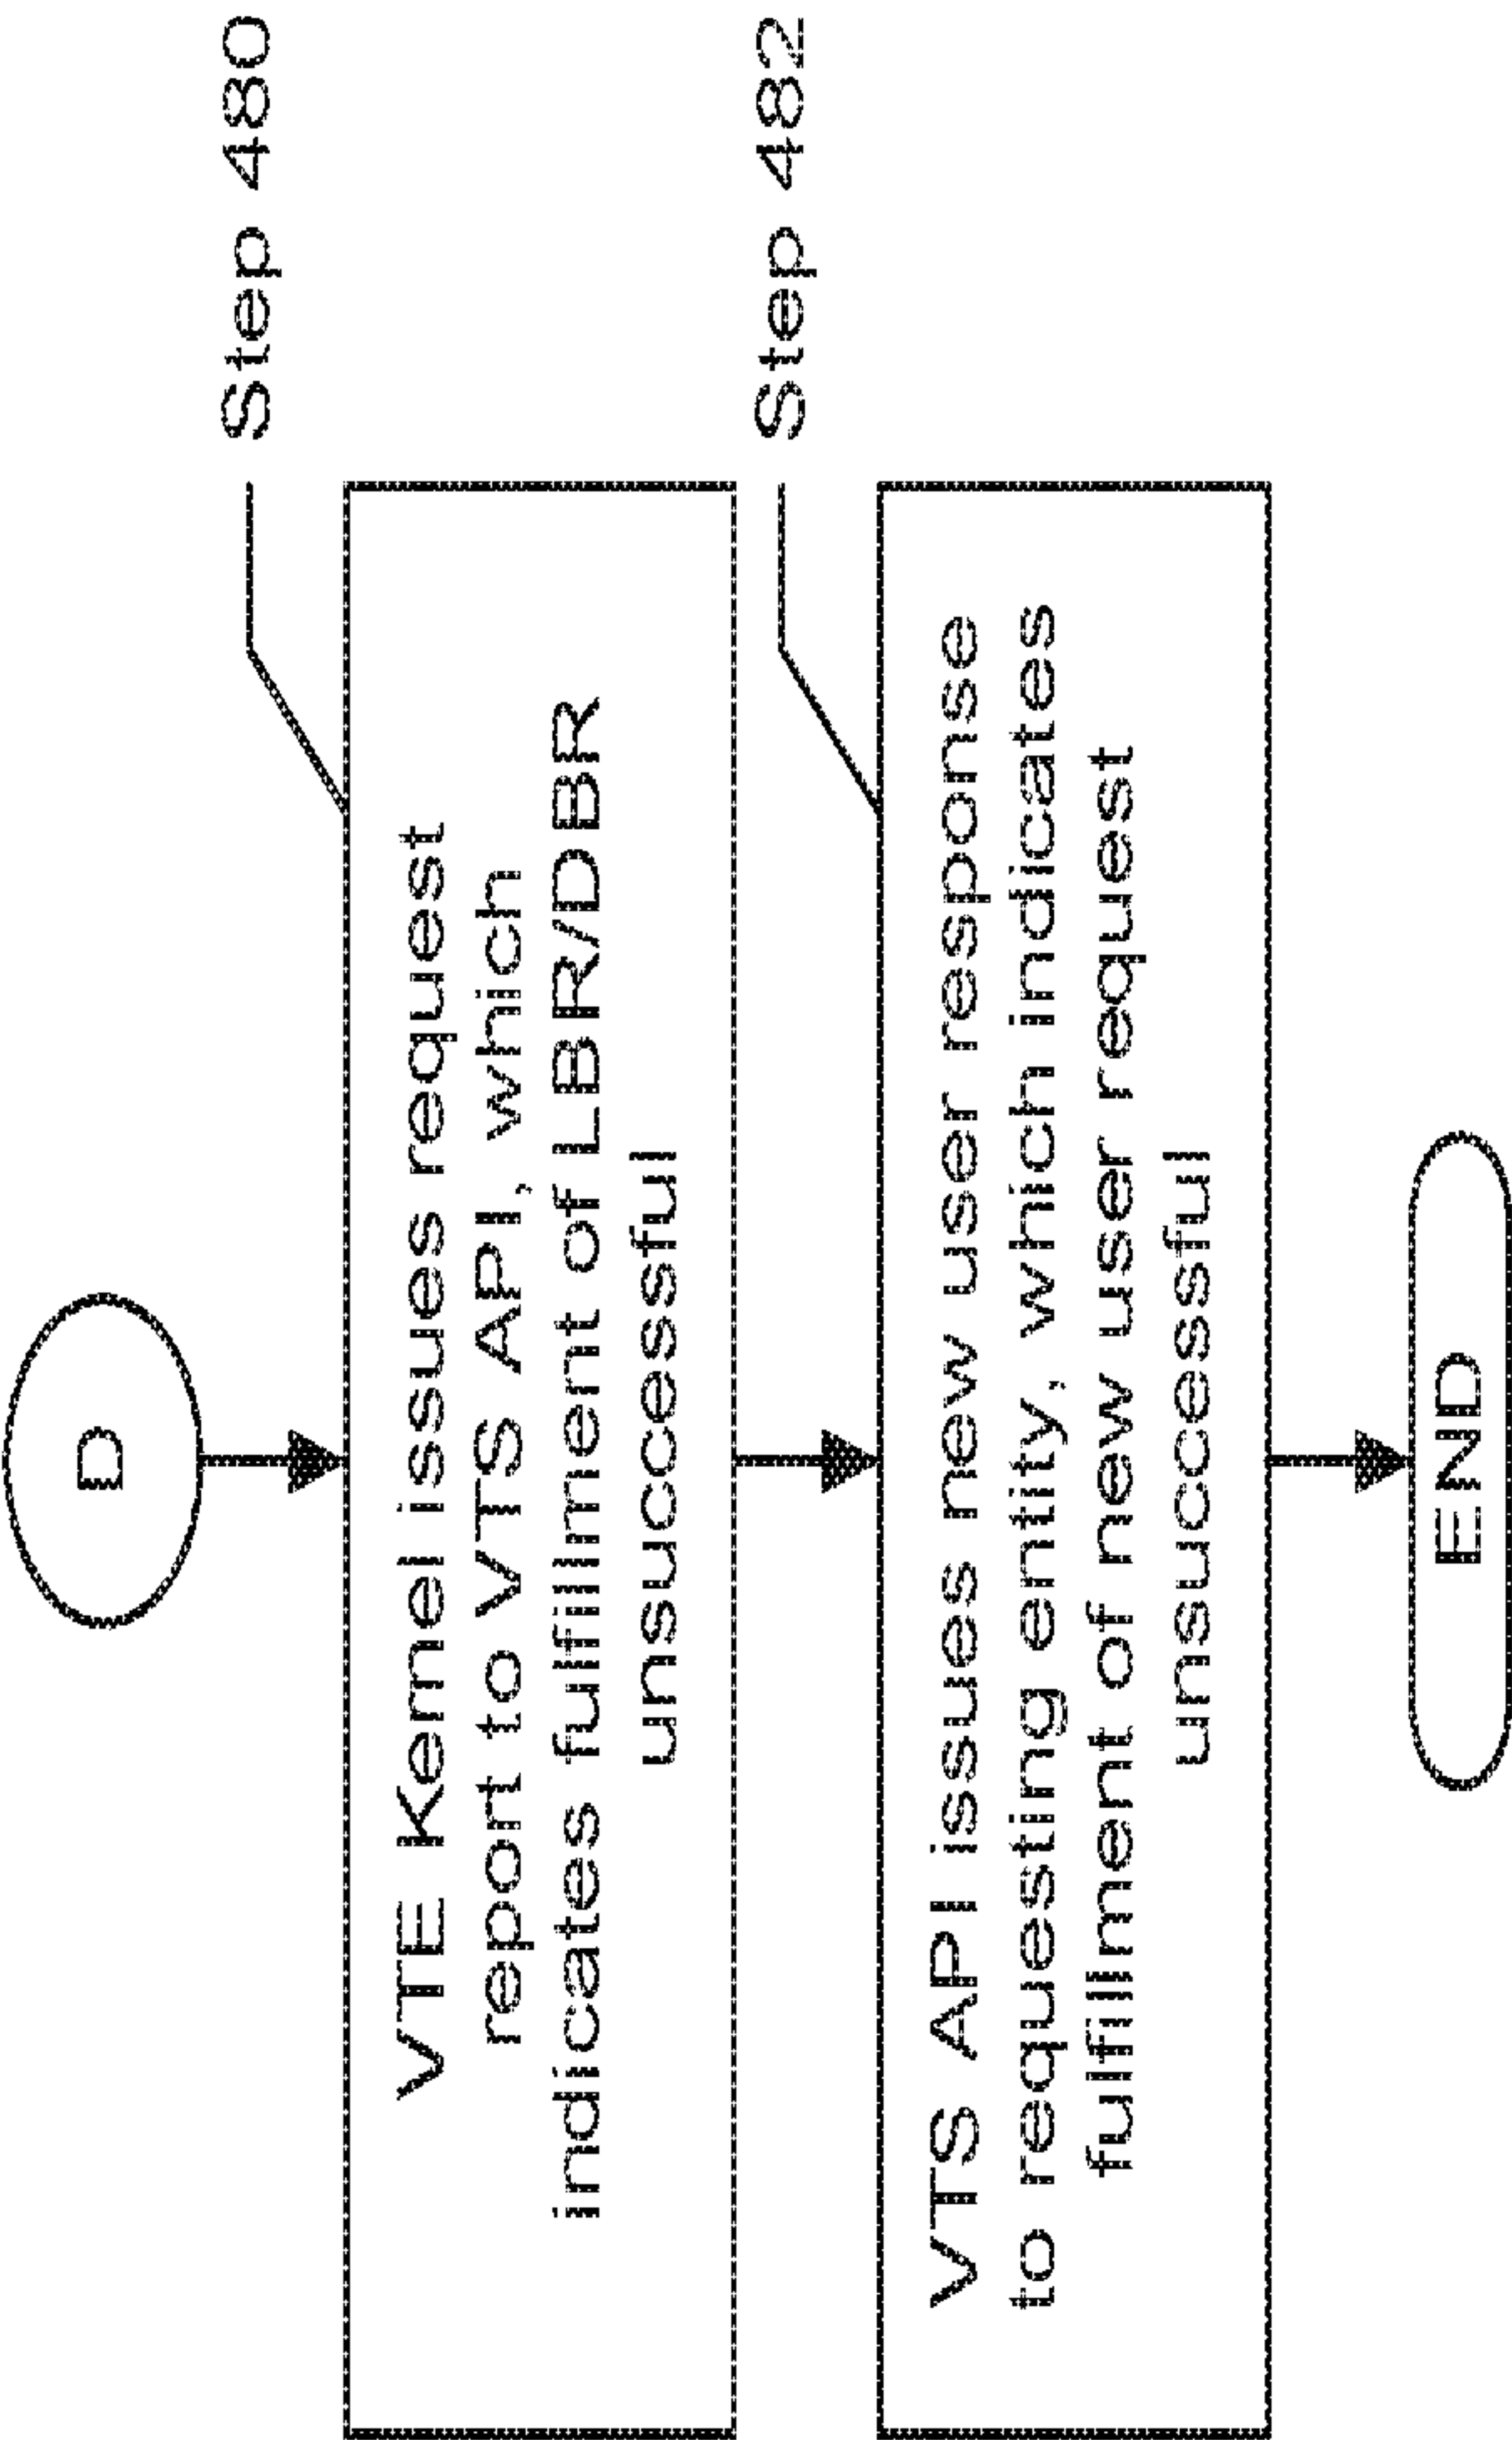 D
Step 480
VTE Kernel issues request
report to VTS API, which
indicates fulfillment of LBR/DBR
unsuccessful
Step 482
VTS API issues new user response
to requesting entity, which indicates
fulfillment of new user request
unsuccessful
END